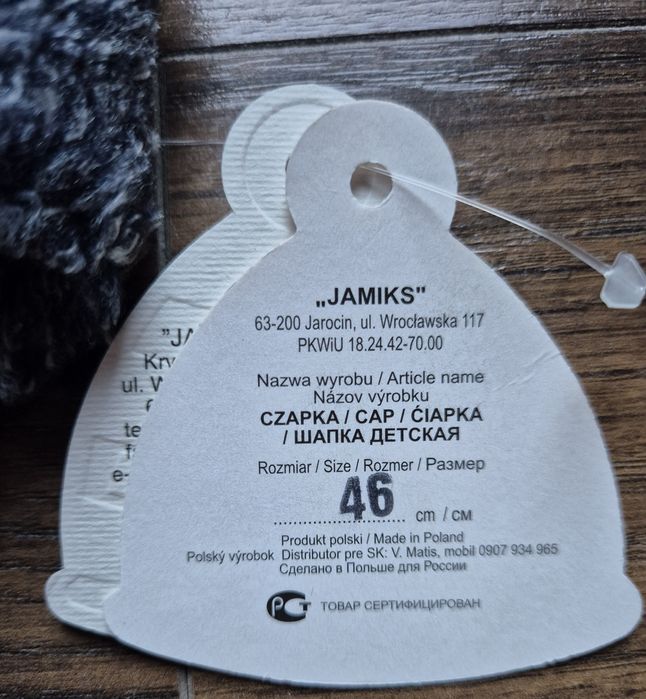 „JAMIKS”
63-200 Jarocin, ul. Wrocławska 117
PKWiU 18.24.42-70.00
Nazwa wyrobu / Article name
Názov výrobku
CZAPKA / CAP / ĆIAPKA
/ ШАПКА ДЕТСКАЯ
Rozmiar / Size / Rozmer / Размер
46
cm / см
Produkt polski / Made in Poland
Polský výrobok Distributor pre SK: V. Matis, mobil 0907 934 965
Сделано в Польше для России
РСТ ТОВАР СЕРТИФИЦИРОВАН
"JA
ul. W
te
e-